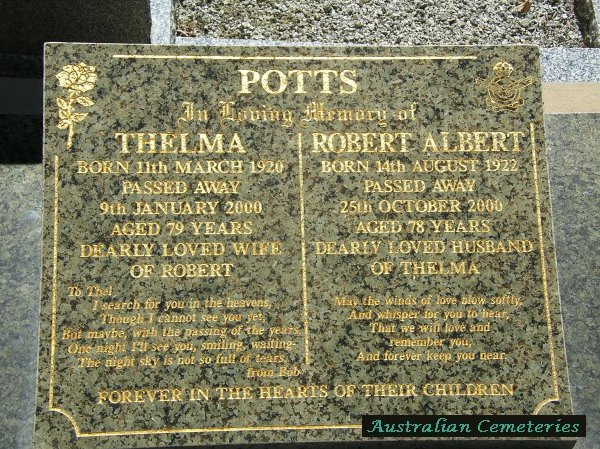 POTTS
In Loving Memory of
THELMA
BORN 11th MARCH 1920
PASSED AWAY
9th JANUARY 2000
AGED 79 YEARS
DEARLY LOVED WIFE
OF ROBERT
To Thel
I search for you in the heavens,
Though I cannot see you yet,
But maybe, with the passing of the years
One night I'll see you, smiling, waiting-
The night sky is not so full of tears.
from Bob
ROBERT ALBERT
BORN 14th AUGUST 1922
PASSED AWAY
25th OCTOBER 2000
AGED 78 YEARS
DEARLY LOVED HUSBAND
OF THELMA
May the winds of love blow softly,
And whisper for you to hear,
That we will love and
remember you,
And forever keep you near.
FOREVER IN THE HEARTS OF THEIR CHILDREN
Australian Cemeteries